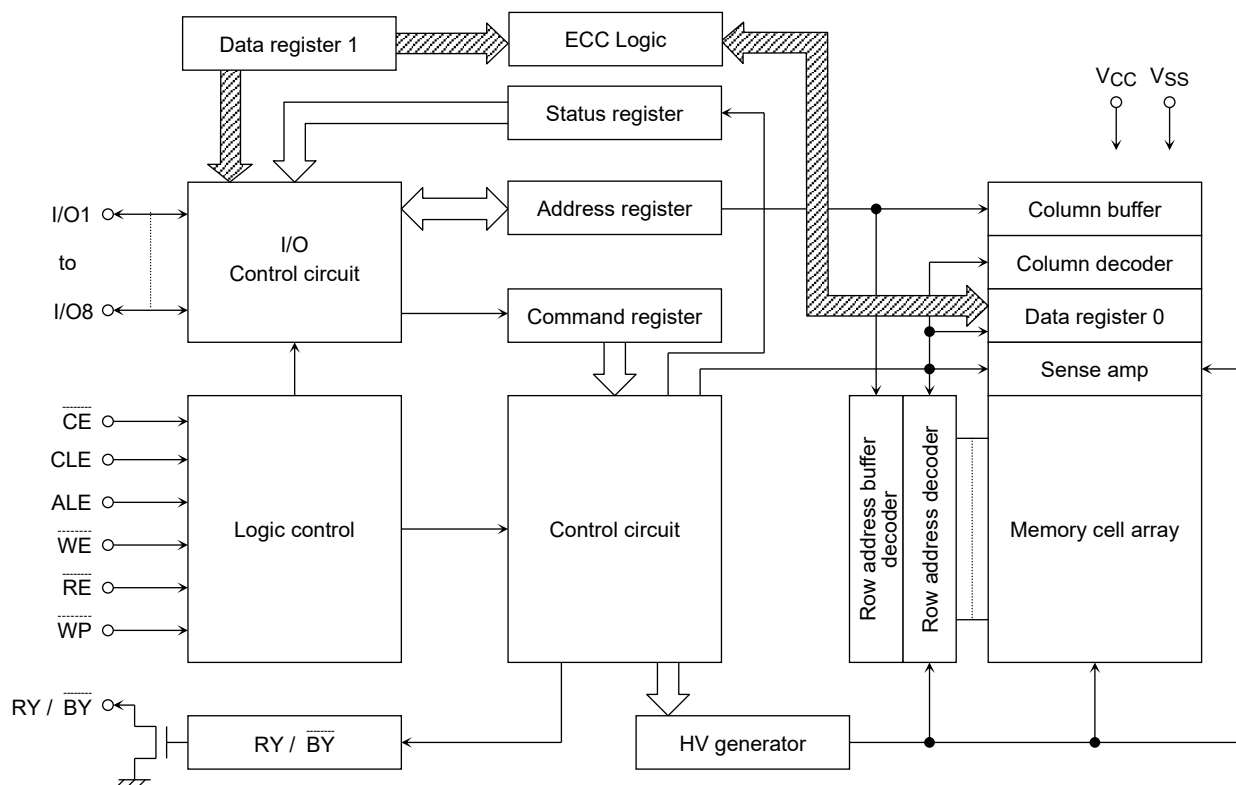 Data register 1
ECC Logic
VCC
VSS
Status register
I/O1
to
I/O8
I/O
Control circuit
Address register
Column buffer
Column decoder
Command register
Data register 0
Sense amp
CE
CLE
ALE
WE
RE
WP
Logic control
Control circuit
Row address buffer
decoder
Row address decoder
Memory cell array
RY / BY
RY / BY
HV generator